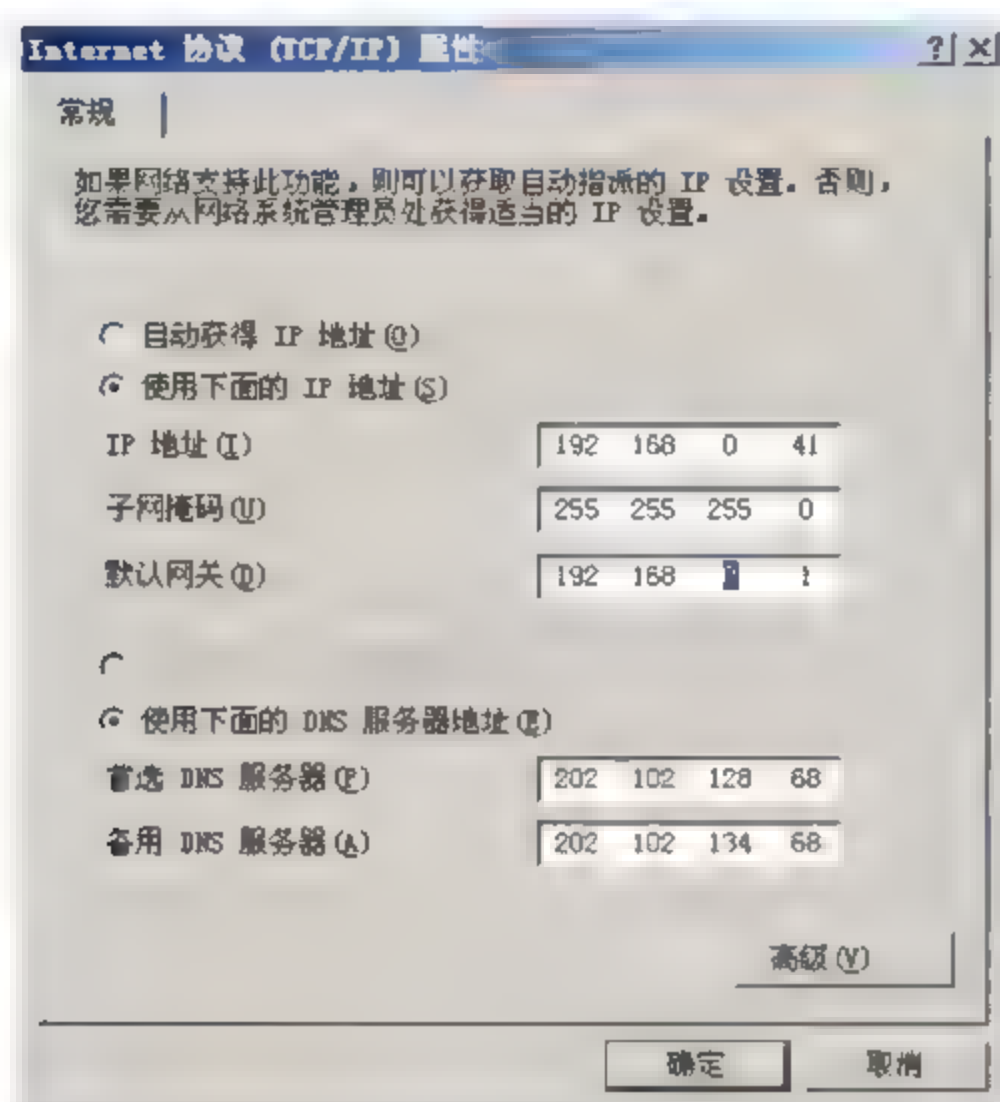 Internet 协议 (TCP/IP) 属性
? ×
常规
如果网络支持此功能，则可以获取自动指派的 IP 设置。否则，
您需要从网络系统管理员处获得适当的 IP 设置。
自动获得 IP 地址(O)
使用下面的 IP 地址(S)
IP 地址(I) 192 168 0 41
子网掩码(U) 255 255 255 0
默认网关(D) 192 168 1
使用下面的 DNS 服务器地址(E)
首选 DNS 服务器(P) 202 102 128 68
备用 DNS 服务器(A) 202 102 134 68
高级(V)
确定 取消